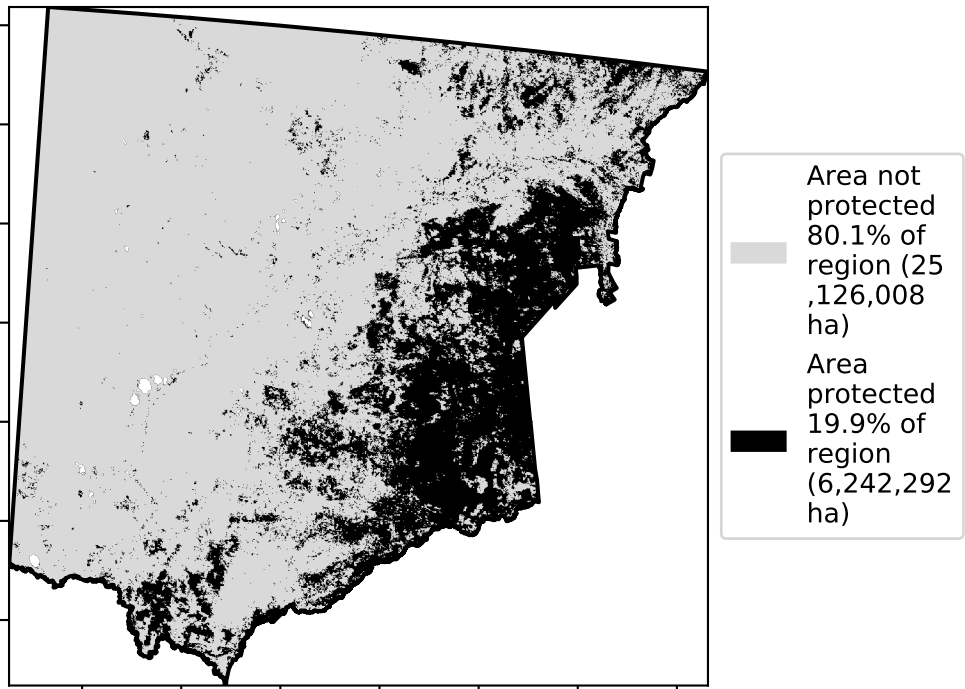 Area not
protected
80.1% of
region (25
,126,008
ha)
Area
protected
19.9% of
region
(6,242,292
ha)